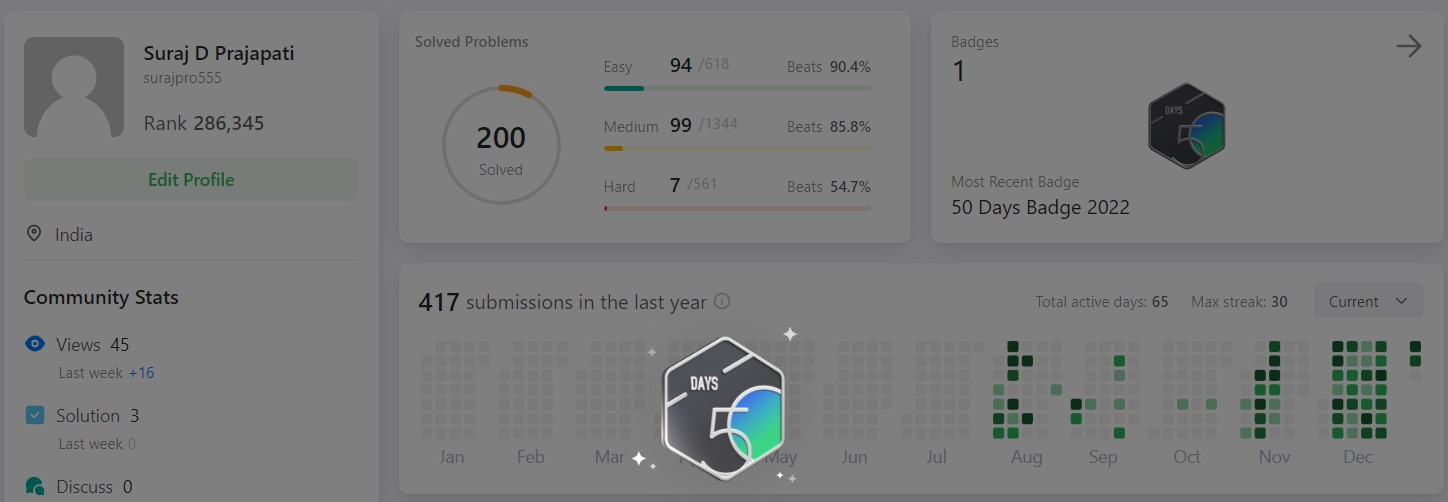 Suraj D Prajapati
surajpro555
Rank 286,345
Edit Profile
India
Community Stats
Views 45
Last week +16
Solution 3
Last week 0
Discuss 0
Solved Problems
200
Solved
Easy 94 /618 Beats 90.4%
Medium 99 /1344 Beats 85.8%
Hard 7 /561 Beats 54.7%
Badges
1
DAYS
50
Most Recent Badge
50 Days Badge 2022
417 submissions in the last year
Total active days: 65 Max streak: 30 Current
DAYS
50
Jan Feb Mar May Jun Jul Aug Sep Oct Nov Dec